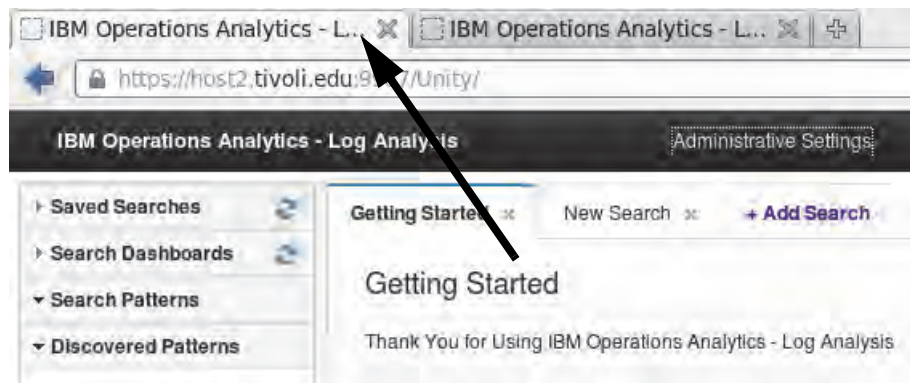 IBM Operations Analytics - L... IBM Operations Analytics - L...
https://host2.tivoli.edu:9 7/Unity/
IBM Operations Analytics - Log Analysis Administrative Settings
Saved Searches
Search Dashboards
Search Patterns
Discovered Patterns
Getting Started New Search + Add Search
Getting Started
Thank You for Using IBM Operations Analytics - Log Analysis